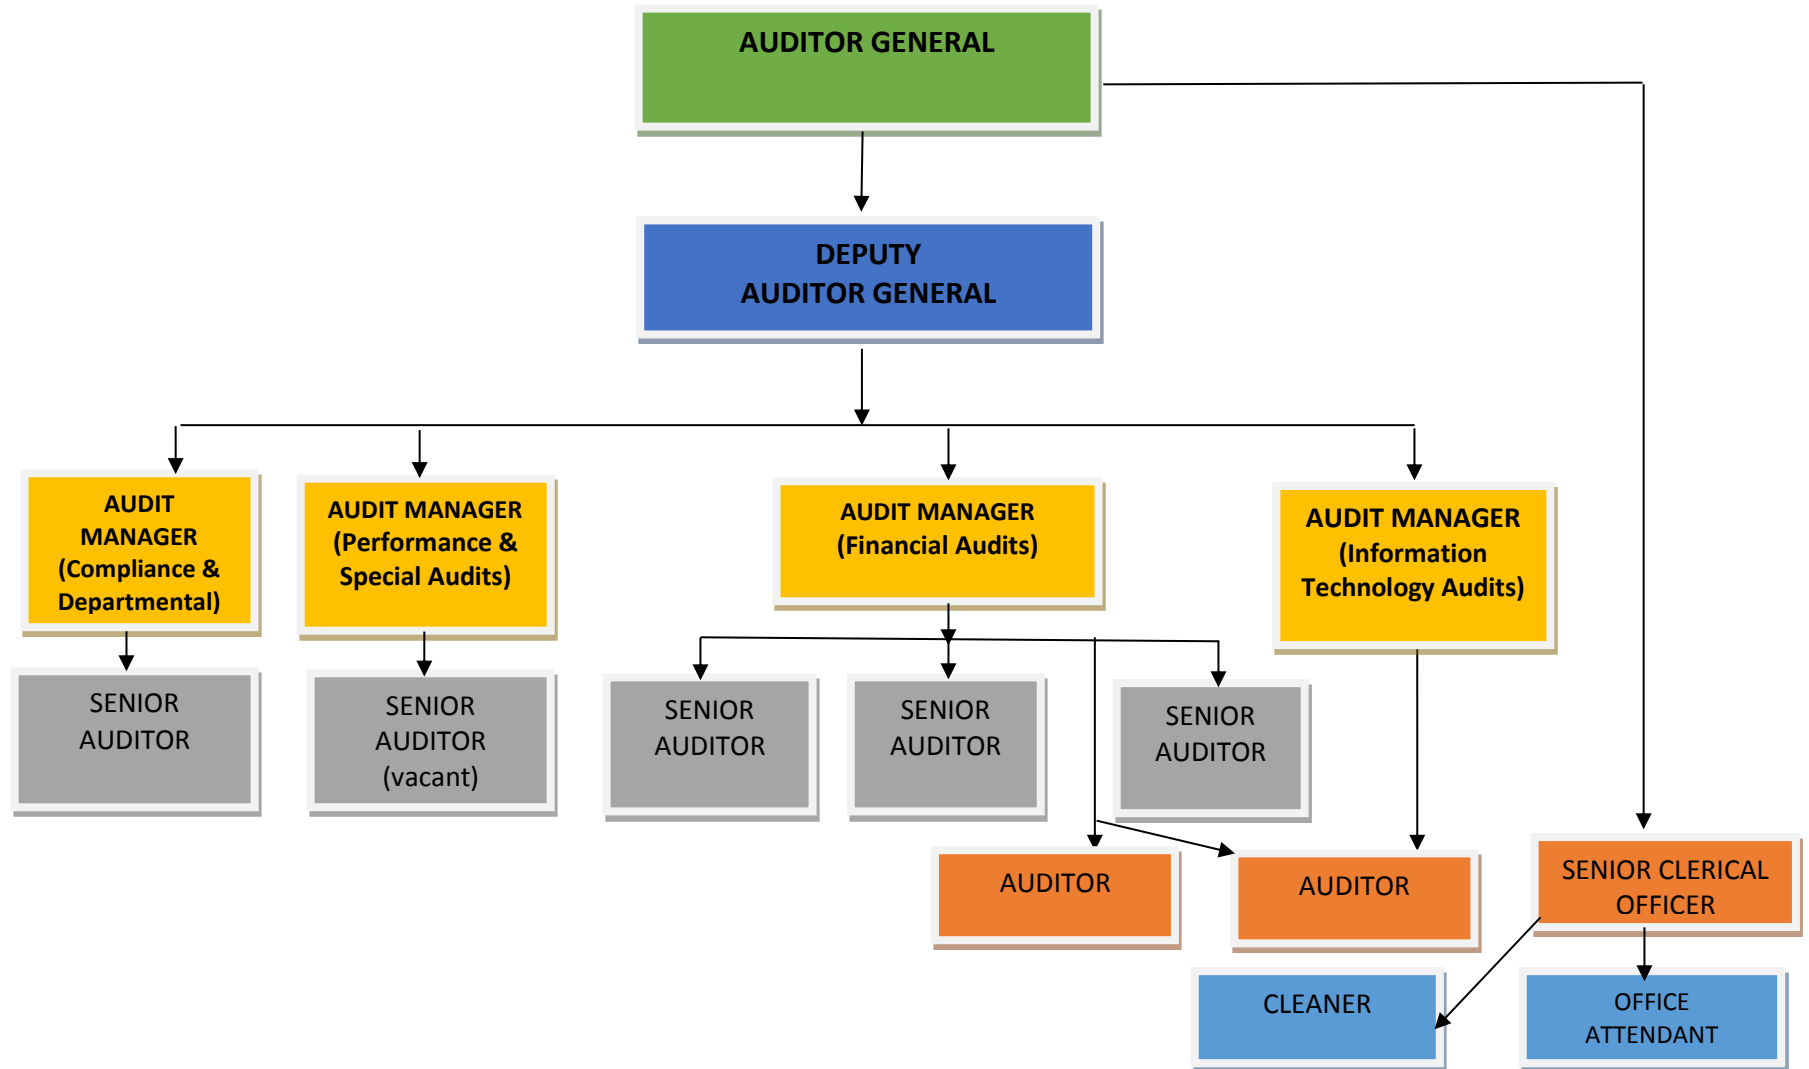 AUDITOR GENERAL
DEPUTY
AUDITOR GENERAL
AUDIT
MANAGER
(Compliance &
Departmental)
AUDIT MANAGER
(Performance &
Special Audits)
AUDIT MANAGER
(Financial Audits)
AUDIT MANAGER
(Information
Technology Audits)
SENIOR
AUDITOR
SENIOR
AUDITOR
(vacant)
SENIOR
AUDITOR
SENIOR
AUDITOR
SENIOR
AUDITOR
AUDITOR
AUDITOR
SENIOR CLERICAL
OFFICER
CLEANER
OFFICE
ATTENDANT